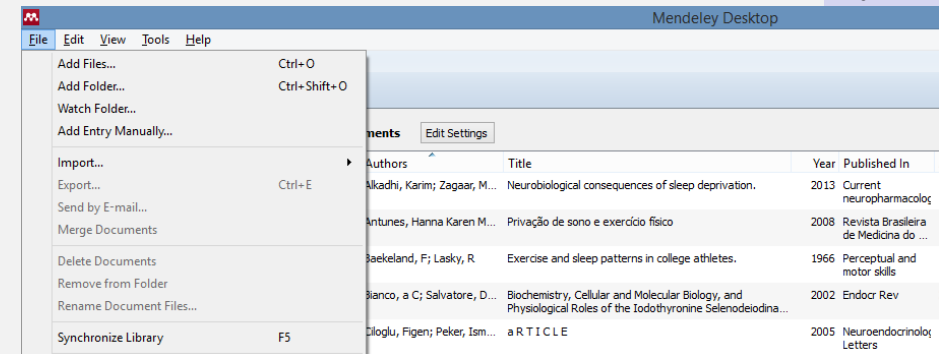 Mendeley Desktop
File Edit View Tools Help
Add Files... Ctrl+O
Add Folder... Ctrl+Shift+O
Watch Folder...
Add Entry Manually...
Import...
Export... Ctrl+E
Send by E-mail...
Merge Documents
Delete Documents
Remove from Folder
Rename Document Files...
Synchronize Library F5
ments Edit Settings
Authors Title Year Published In
Alkadhi, Karim; Zagaar, M... Neurobiological consequences of sleep deprivation. 2013 Current
neuropharmacolog
Antunes, Hanna Karen M... Privação de sono e exercício físico 2008 Revista Brasileira
de Medicina do ...
Baekeland, F; Lasky, R Exercise and sleep patterns in college athletes. 1966 Perceptual and
motor skills
Bianco, a C; Salvatore, D... Biochemistry, Cellular and Molecular Biology, and 2002 Endocr Rev
Physiological Roles of the Iodothyronine Selenodeiodina...
Ciloglu, Figen; Peker, Ism... a R T I C L E 2005 Neuroendocrinolog
Letters